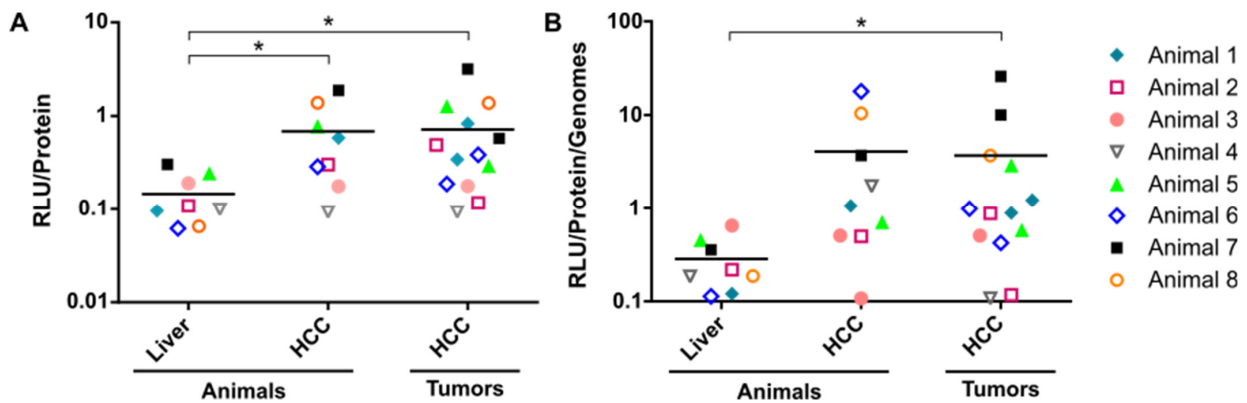 A
RLU/Protein
10
1
0.1
0.01
*
*
Liver
HCC
HCC
Animals
Tumors
B
RLU/Protein/Genomes
100
10
1
0.1
*
Liver
HCC
HCC
Animals
Tumors
Animal 1
Animal 2
Animal 3
Animal 4
Animal 5
Animal 6
Animal 7
Animal 8